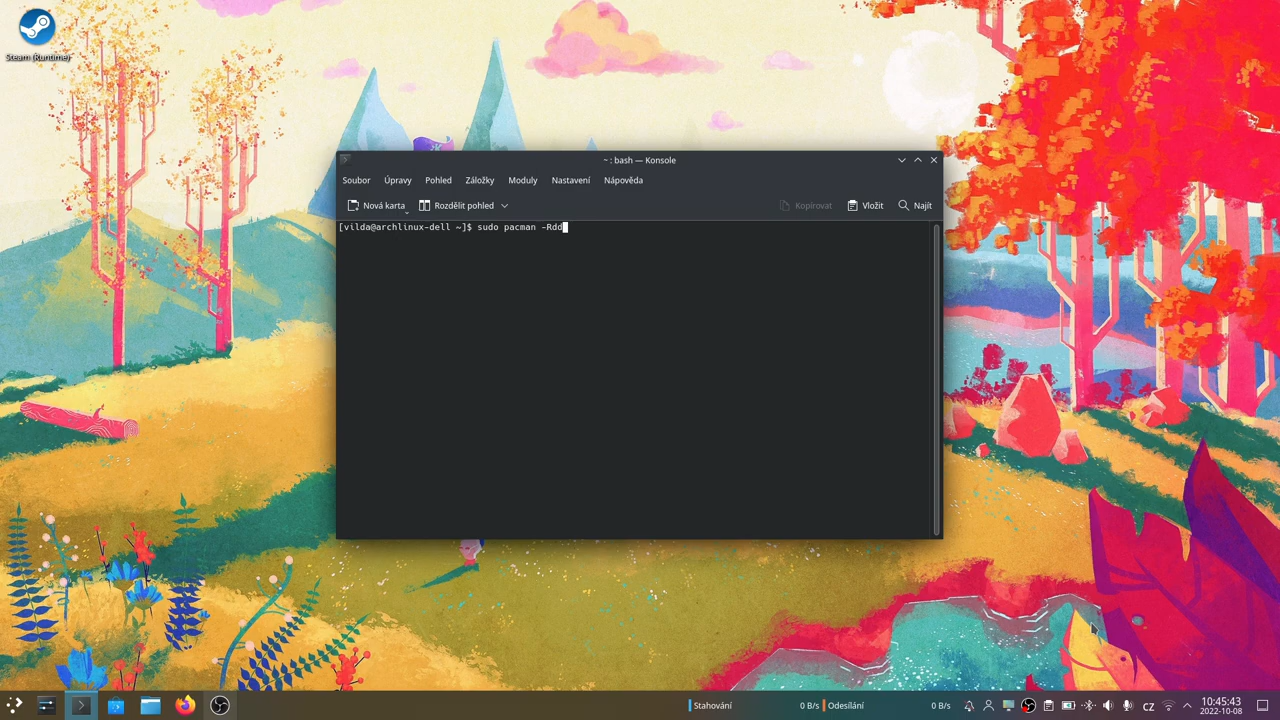 Steam (Runtime)
~ : bash — Konsole
Soubor Úpravy Pohled Záložky Moduly Nastavení Nápověda
Nová karta Rozdělit pohled Kopírovat Vložit Najít
[vilda@archlinux-dell ~]$ sudo pacman -Rdd
Stahování 0 B/s Odesílání 0 B/s CZ 10:45:43
2022-10-08